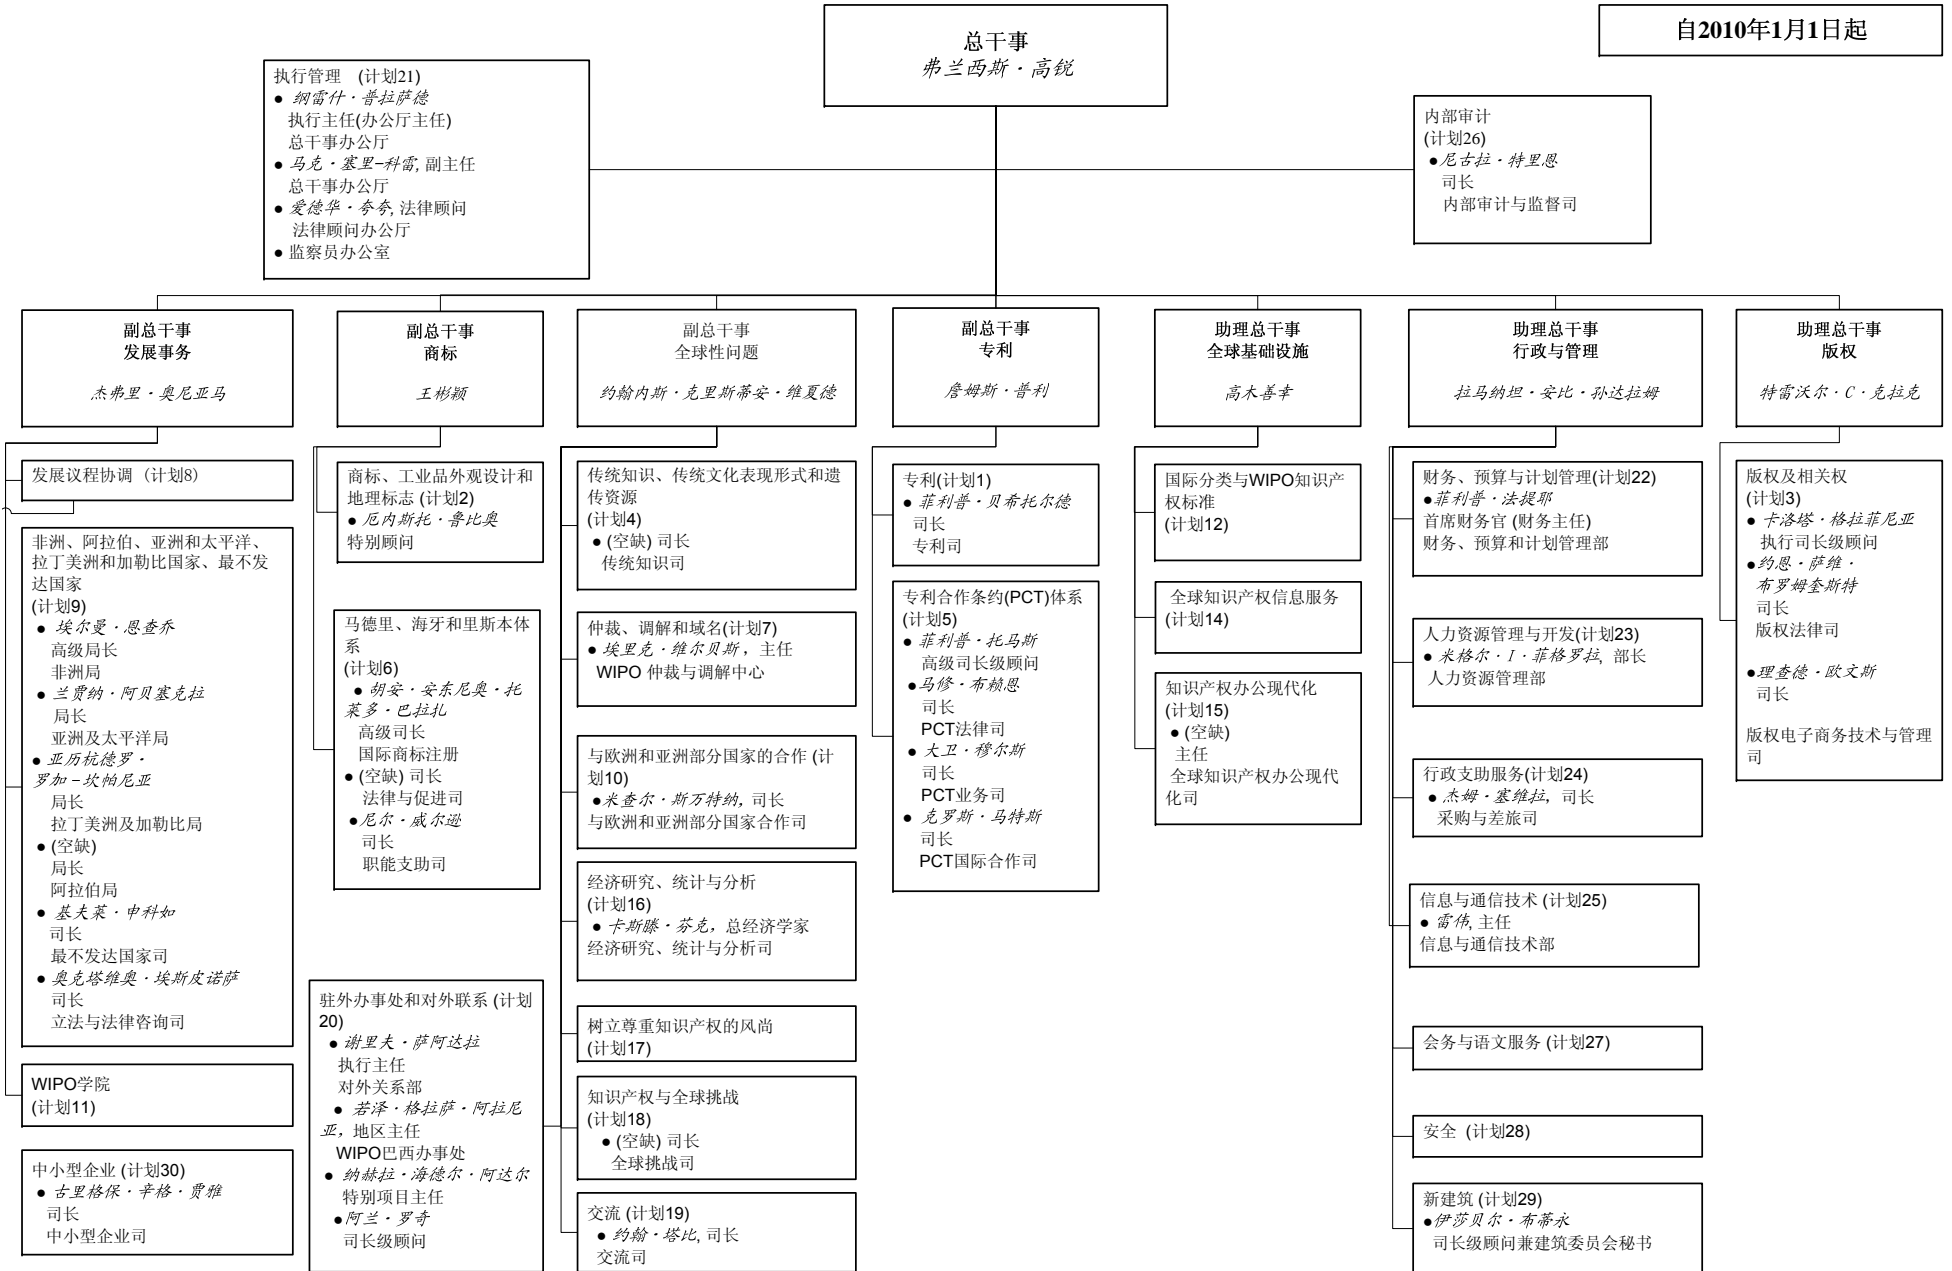 自2010年1月1日起
总干事
弗兰西斯·高锐
执行管理 (计划21)
● 纲雷什·普拉萨德
执行主任(办公厅主任)
总干事办公厅
● 马克·塞里-科雷, 副主任
总干事办公厅
● 爱德华·夸夸, 法律顾问
法律顾问办公厅
● 监察员办公室
内部审计
(计划26)
● 尼古拉·特里恩
司长
内部审计与监督司
副总干事
发展事务
杰弗里·奥尼亚马
发展议程协调 (计划8)
非洲、阿拉伯、亚洲和太平洋、
拉丁美洲和加勒比国家、最不发
达国家
(计划9)
● 埃尔曼·恩查乔
高级局长
非洲局
● 兰贾纳·阿贝塞克拉
局长
亚洲及太平洋局
● 亚历杭德罗·
罗加-坎帕尼亚
局长
拉丁美洲及加勒比局
● (空缺)
局长
阿拉伯局
● 基夫莱·申科如
司长
最不发达国家司
● 奥克塔维奥·埃斯皮诺萨
司长
立法与法律咨询司
WIPO学院
(计划11)
中小型企业 (计划30)
● 古里格保·辛格·贾雅
司长
中小型企业司
副总干事
商标
王彬颖
商标、工业品外观设计和
地理标志 (计划2)
● 厄内斯托·鲁比奥
特别顾问
马德里、海牙和里斯本体
系
(计划6)
● 胡安·安东尼奥·托
莱多·巴拉扎
高级司长
国际商标注册
● (空缺) 司长
法律与促进司
● 尼尔·威尔逊
司长
职能支助司
驻外办事处和对外联系 (计划
20)
● 谢里夫·萨阿达拉
执行主任
对外关系部
● 若泽·格拉萨·阿拉尼
亚, 地区主任
WIPO巴西办事处
● 纳赫拉·海德尔·阿达尔
特别项目主任
● 阿兰·罗奇
司长级顾问
副总干事
全球性问题
约翰内斯·克里斯蒂安·维夏德
传统知识、传统文化表现形式和遗
传资源
(计划4)
● (空缺) 司长
传统知识司
仲裁、调解和域名(计划7)
● 埃里克·维尔贝斯, 主任
WIPO 仲裁与调解中心
与欧洲和亚洲部分国家的合作 (计
划10)
● 米查尔·斯万特纳, 司长
与欧洲和亚洲部分国家合作司
经济研究、统计与分析
(计划16)
● 卡斯滕·芬克, 总经济学家
经济研究、统计与分析司
树立尊重知识产权的风尚
(计划17)
知识产权与全球挑战
(计划18)
● (空缺) 司长
全球挑战司
交流 (计划19)
● 约翰·塔比, 司长
交流司
副总干事
专利
詹姆斯·普利
专利(计划1)
● 菲利普·贝希托尔德
司长
专利司
专利合作条约(PCT)体系
(计划5)
● 菲利普·托马斯
高级司长级顾问
● 马修·布赖恩
司长
PCT法律司
● 大卫·穆尔斯
司长
PCT业务司
● 克罗斯·马特斯
司长
PCT国际合作司
助理总干事
全球基础设施
高木善幸
国际分类与WIPO知识产
权标准
(计划12)
全球知识产权信息服务
(计划14)
知识产权办公现代化
(计划15)
● (空缺)
主任
全球知识产权办公现代
化司
助理总干事
行政与管理
拉马纳坦·安比·孙达拉姆
财务、预算与计划管理(计划22)
● 菲利普·法提耶
首席财务官 (财务主任)
财务、预算和计划管理部
人力资源管理与开发(计划23)
● 米格尔·I·菲格罗拉, 部长
人力资源管理部
行政支助服务(计划24)
● 杰姆·塞维拉, 司长
采购与差旅司
信息与通信技术 (计划25)
● 雷伟, 主任
信息与通信技术部
会务与语文服务 (计划27)
安全 (计划28)
新建筑 (计划29)
● 伊莎贝尔·布蒂永
司长级顾问兼建筑委员会秘书
助理总干事
版权
特雷沃尔·C·克拉克
版权及相关权
(计划3)
● 卡洛塔·格拉菲尼亚
执行司长级顾问
● 约恩·萨维·
布罗姆奎斯特
司长
版权法律司
● 理查德·欧文斯
司长
版权电子商务技术与管理
司